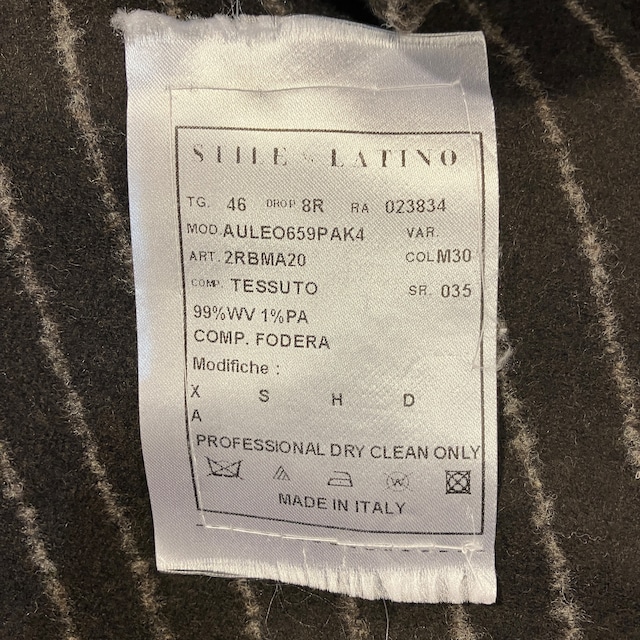 STILE LATINO
TG. 46 DROP 8R RA 023834
MOD. AULEO659PAK4 VAR.
ART. 2RBMA20 COL M30
COMP. TESSUTO SR. 035
99%WV 1%PA
COMP. FODERA
Modifiche :
X S H D
A
PROFESSIONAL DRY CLEAN ONLY
W
MADE IN ITALY